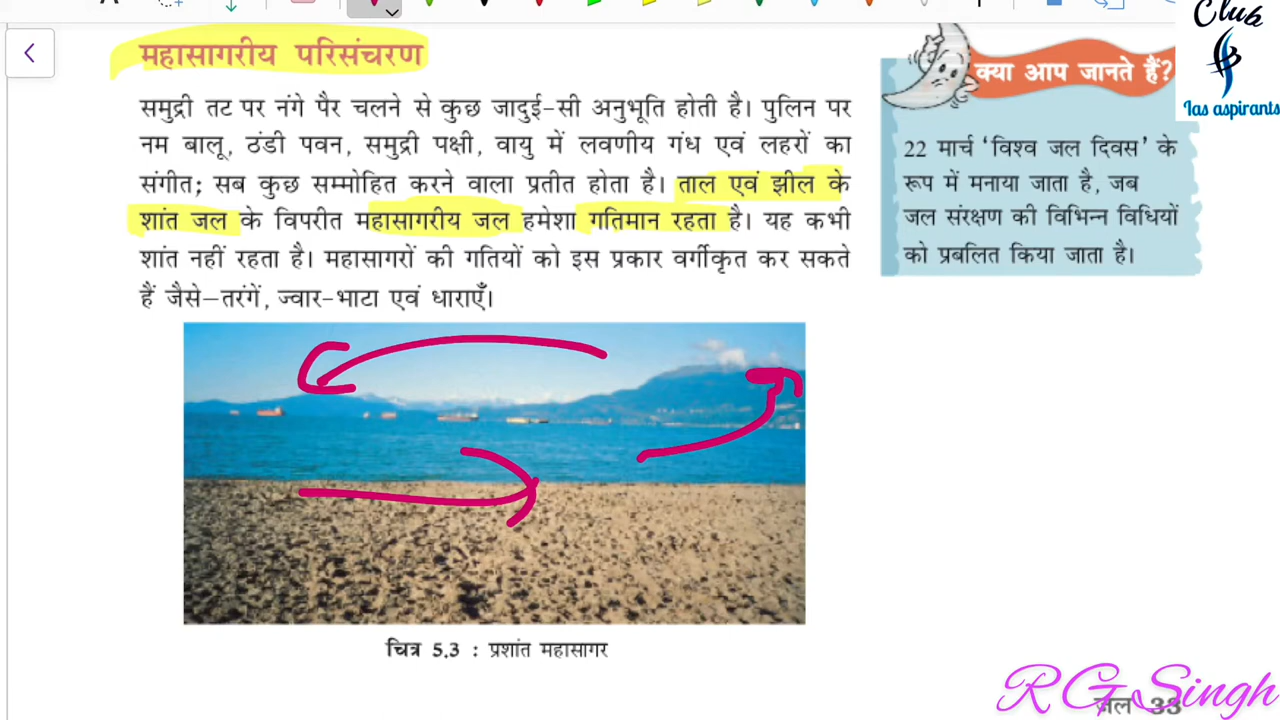 महासागरीय परिसंचरण
समुद्री तट पर नंगे पैर चलने से कुछ जादुई-सी अनुभूति होती है। पुलिन पर
नम बालू, ठंडी पवन, समुद्री पक्षी, वायु में लवणीय गंध एवं लहरों का
संगीत; सब कुछ सम्मोहित करने वाला प्रतीत होता है। ताल एवं झील के
शांत जल के विपरीत महासागरीय जल हमेशा गतिमान रहता है। यह कभी
शांत नहीं रहता है। महासागरों की गतियों को इस प्रकार वर्गीकृत कर सकते
हैं जैसे–तरंगें, ज्वार-भाटा एवं धाराएँ।
चित्र 5.3 : प्रशांत महासागर
क्या आप जानते हैं?
22 मार्च ‘विश्व जल दिवस’ के
रूप में मनाया जाता है, जब
जल संरक्षण की विभिन्न विधियों
को प्रबलित किया जाता है।
Club
Ias aspirants
RG Singh
जल 33